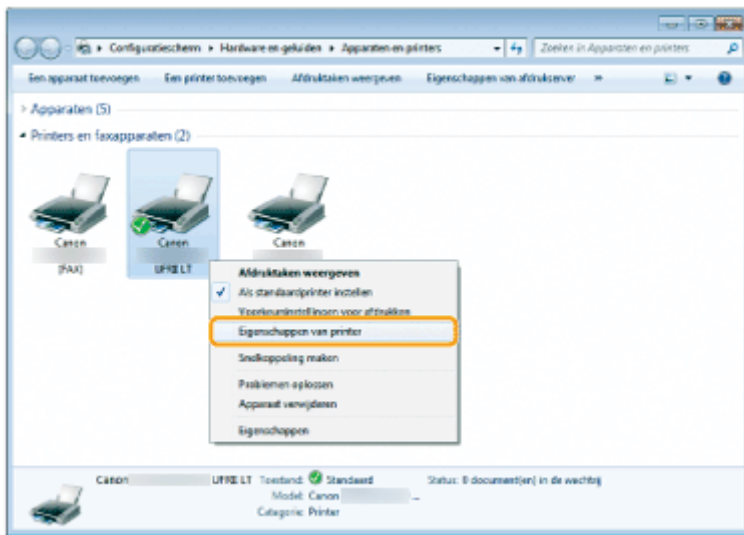 Configuratiescherm ▸ Hardware en geluiden ▸ Apparaten en printers
Zoeken in Apparaten en printers
Een apparaat toevoegen Een printer toevoegen Afdruktaken weergeven Eigenschappen van afdrukserver »
Apparaten (5)
Printers en faxapparaten (2)
Canon Canon Canon
(FAX) UFRII LT
Afdruktaken weergeven
Als standaardprinter instellen
Voorkeursinstellingen voor afdrukken
Eigenschappen van printer
Snelkoppeling maken
Problemen oplossen
Apparaat verwijderen
Eigenschappen
Canon UFRII LT Toestand: Standaard Status: 0 document(en) in de wachtrij
Model: Canon ...
Categorie: Printer